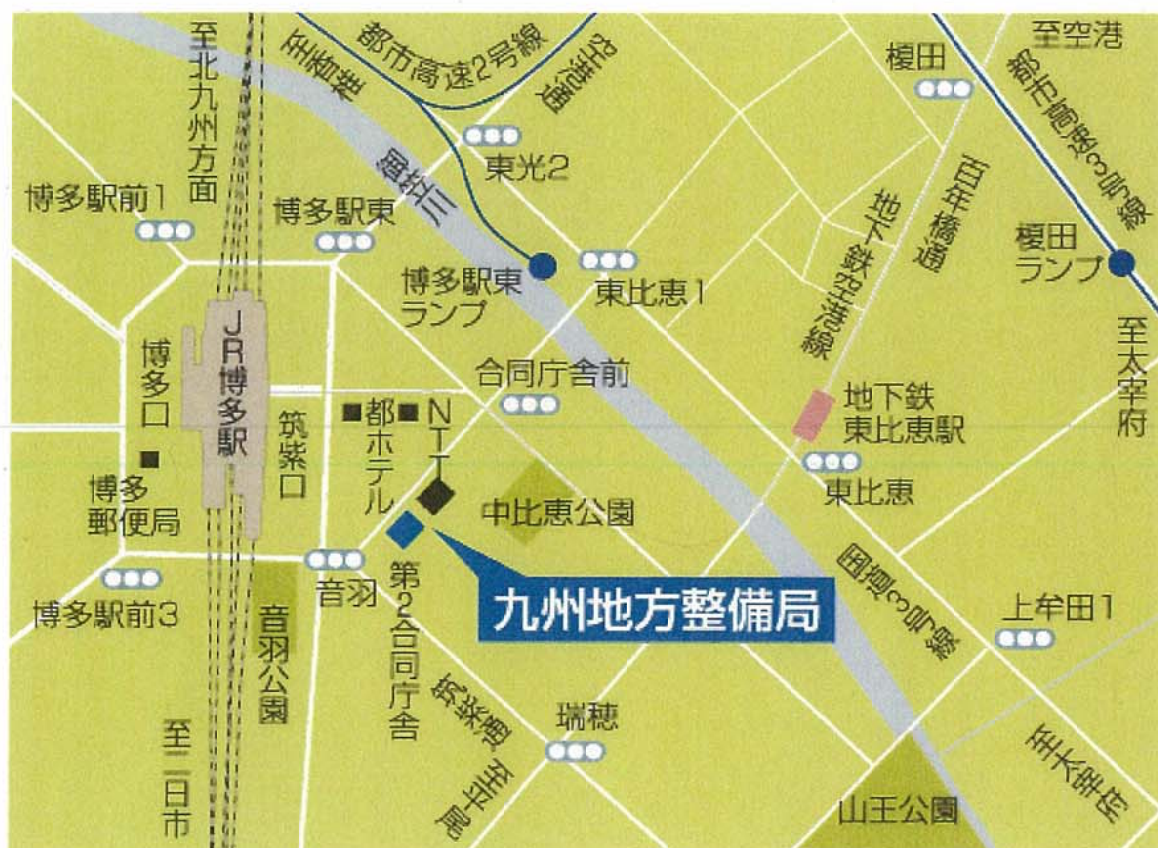 至北九州方面
至香椎
都市高速2号線
空港通
榎田
至空港
都市高速3号線
東光2
御笠川
博多駅前1
博多駅東
百年橋通
地下鉄空港線
榎田
ランプ
博多駅東
ランプ
東比恵1
至太宰府
JR博多駅
博多口
筑紫口
合同庁舎前
都ホテル
NTT
地下鉄
東比恵駅
東比恵
博多
郵便局
中比恵公園
九州地方整備局
第2合同庁舎
音羽
博多駅前3
音羽公園
国道3号線
上牟田1
筑紫通
瑞穂
至竹下
至太宰府
至二日市
山王公園